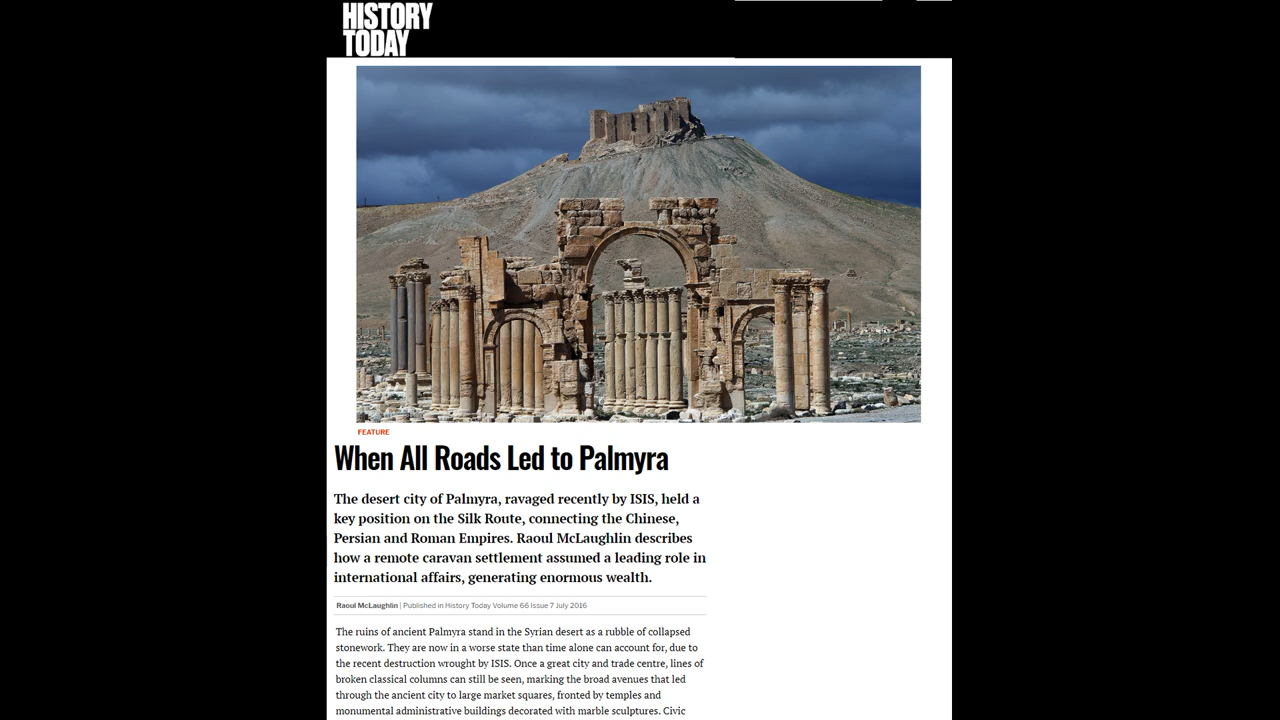 HISTORY
TODAY
FEATURE
When All Roads Led to Palmyra
The desert city of Palmyra, ravaged recently by ISIS, held a
key position on the Silk Route, connecting the Chinese,
Persian and Roman Empires. Raoul McLaughlin describes
how a remote caravan settlement assumed a leading role in
international affairs, generating enormous wealth.
Raoul McLaughlin | Published in History Today Volume 66 Issue 7 July 2016
The ruins of ancient Palmyra stand in the Syrian desert as a rubble of collapsed
stonework. They are now in a worse state than time alone can account for, due to
the recent destruction wrought by ISIS. Once a great city and trade centre, lines of
broken classical columns can still be seen, marking the broad avenues that led
through the ancient city to large market squares, fronted by temples and
monumental administrative buildings decorated with marble sculptures. Civic